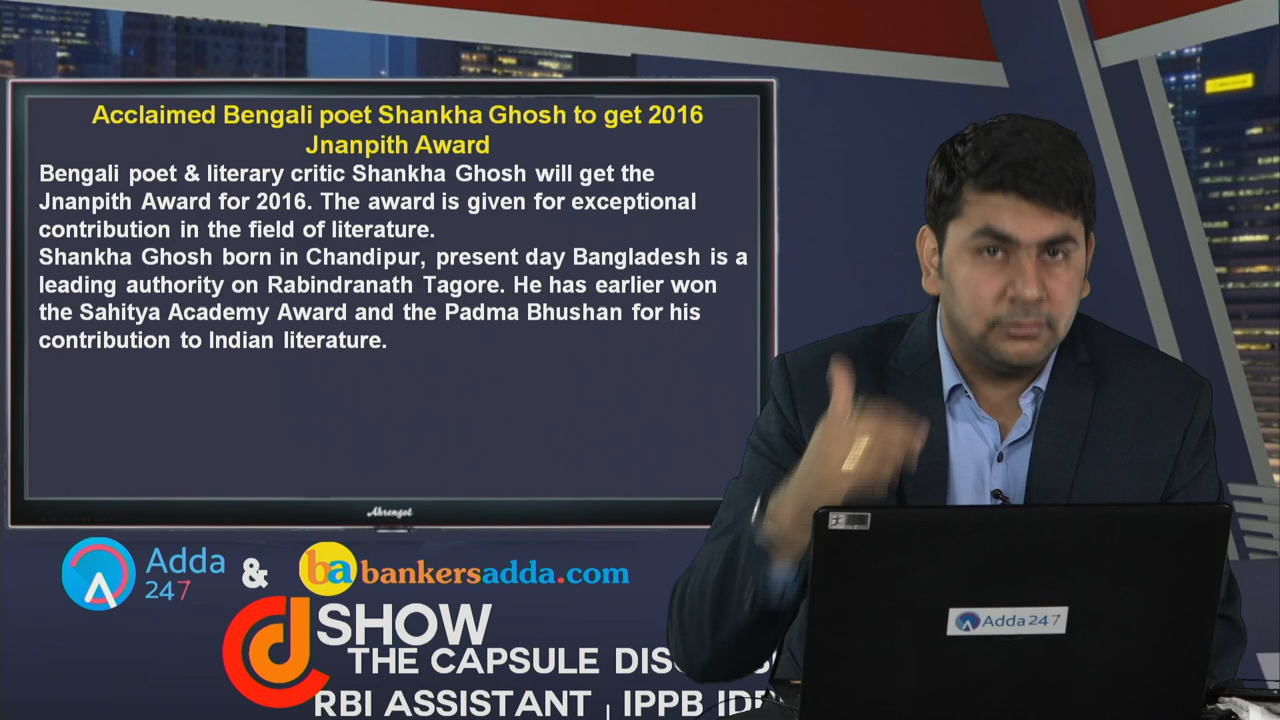 Acclaimed Bengali poet Shankha Ghosh to get 2016
Jnanpith Award
Bengali poet & literary critic Shankha Ghosh will get the
Jnanpith Award for 2016. The award is given for exceptional
contribution in the field of literature.
Shankha Ghosh born in Chandipur, present day Bangladesh is a
leading authority on Rabindranath Tagore. He has earlier won
the Sahitya Academy Award and the Padma Bhushan for his
contribution to Indian literature.
Ahrenget
Adda
247
&
ba bankersadda.com
cd SHOW
THE CAPSULE
RBI ASSISTANT | IPPB
Adda247